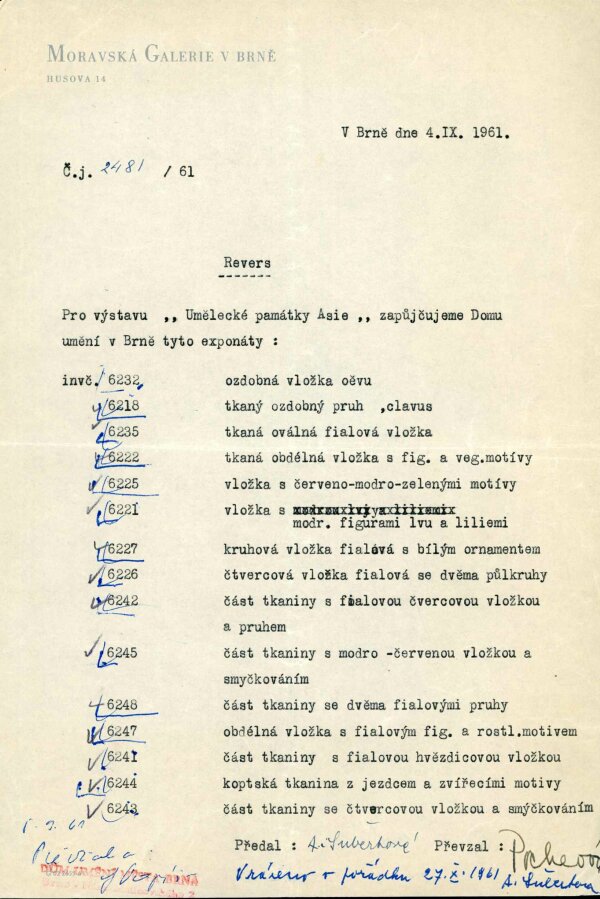 MORAVSKÁ GALERIE V BRNĚ
HUSOVA 14
V Brně dne 4.IX. 1961.
Č.j. 2481 / 61
Revers
Pro výstavu ,, Umělecké památky Asie ,, zapůjčujeme Domu
umění v Brně tyto exponáty :
invč. 6232 ozdobná vložka oěvu
6218 tkaný ozdobný pruh ,clavus
6235 tkaná oválná fialová vložka
6222 tkaná obdélná vložka s fig. a veg.motívy
6225 vložka s červeno-modro-zelenými motívy
6221 vložka s
modr. figurami lvu a liliemi
6227 kruhová vložka fialová s bílým ornamentem
6226 čtvercová vložka fialová se dvěma půlkruhy
6242 část tkaniny s fialovou čvercovou vložkou
a pruhem
6245 část tkaniny s modro -červenou vložkou a
smyčkováním
6248 část tkaniny se dvěma fialovými pruhy
6247 obdélná vložka s fialovým fig. a rostl.motivem
6241 část tkaniny s fialovou hvězdicovou vložkou
6244 koptská tkanina z jezdcem a zvířecími motivy
6243 část tkaniny se čtvercovou vložkou a smýčkováním
Předal : A. Šubertová Převzal :
Vráceno v pořádku 27.X.1961 A. Šubertová